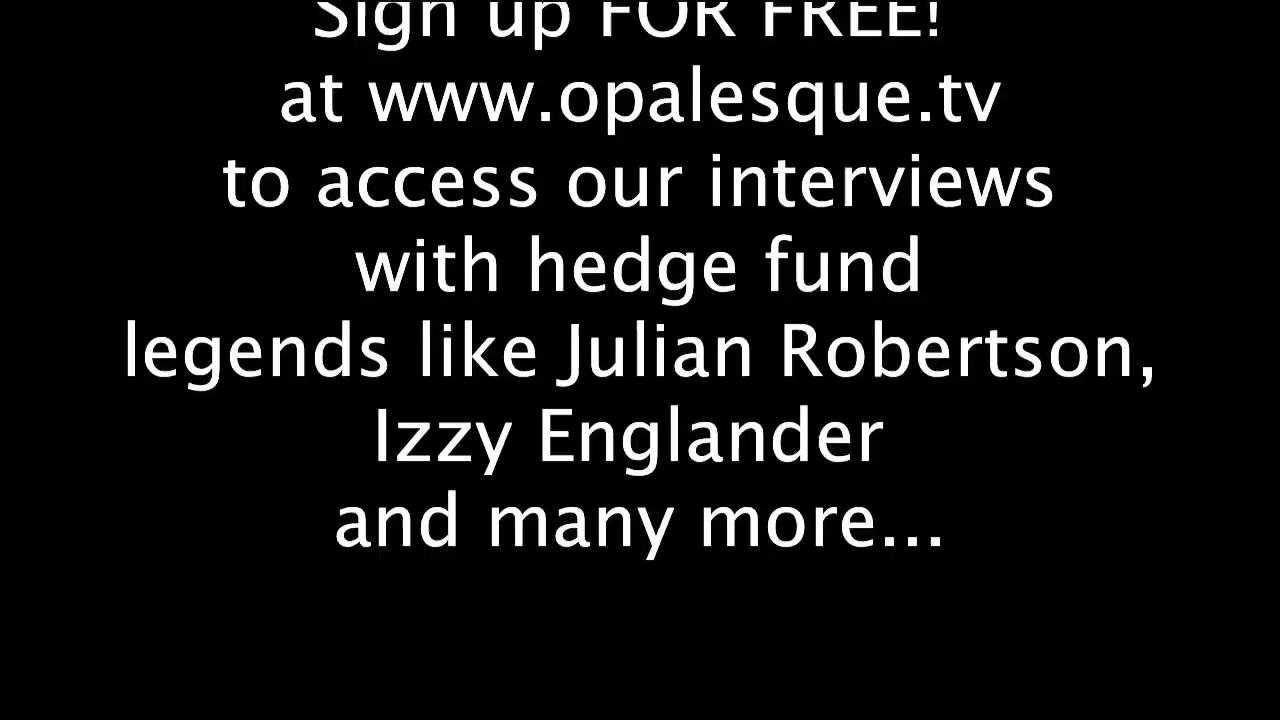 Sign up FOR FREE!
at www.opalesque.tv
to access our interviews
with hedge fund
legends like Julian Robertson,
Izzy Englander
and many more...